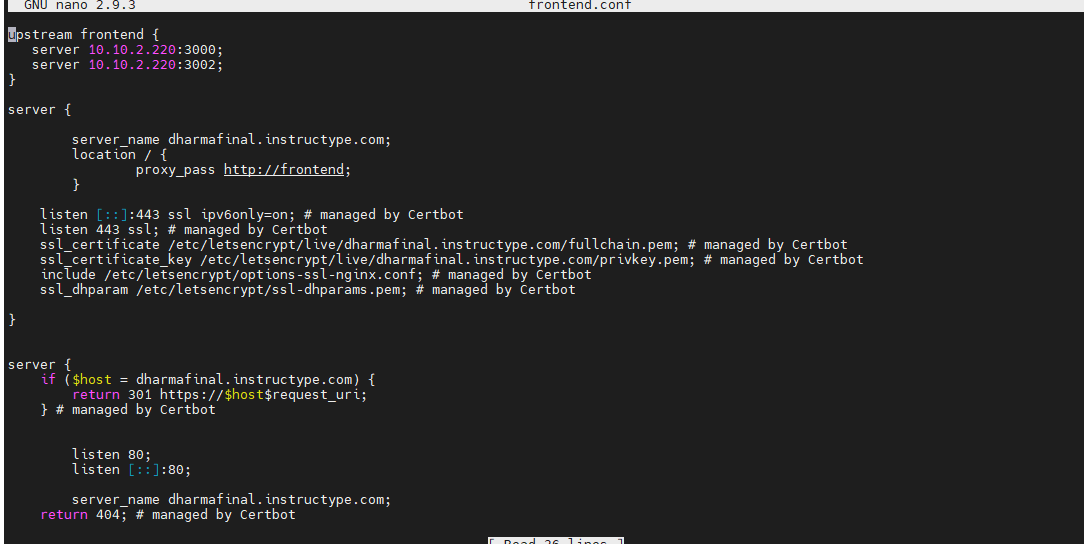 GNU nano 2.9.3 frontend.conf
upstream frontend {
server 10.10.2.220:3000;
server 10.10.2.220:3002;
}
server {
server_name dharmafinal.instructype.com;
location / {
proxy_pass http://frontend;
}
listen [::]:443 ssl ipv6only=on; # managed by Certbot
listen 443 ssl; # managed by Certbot
ssl_certificate /etc/letsencrypt/live/dharmafinal.instructype.com/fullchain.pem; # managed by Certbot
ssl_certificate_key /etc/letsencrypt/live/dharmafinal.instructype.com/privkey.pem; # managed by Certbot
include /etc/letsencrypt/options-ssl-nginx.conf; # managed by Certbot
ssl_dhparam /etc/letsencrypt/ssl-dhparams.pem; # managed by Certbot
}
server {
if ($host = dharmafinal.instructype.com) {
return 301 https://$host$request_uri;
} # managed by Certbot
listen 80;
listen [::]:80;
server_name dharmafinal.instructype.com;
return 404; # managed by Certbot
[ Read 36 lines ]